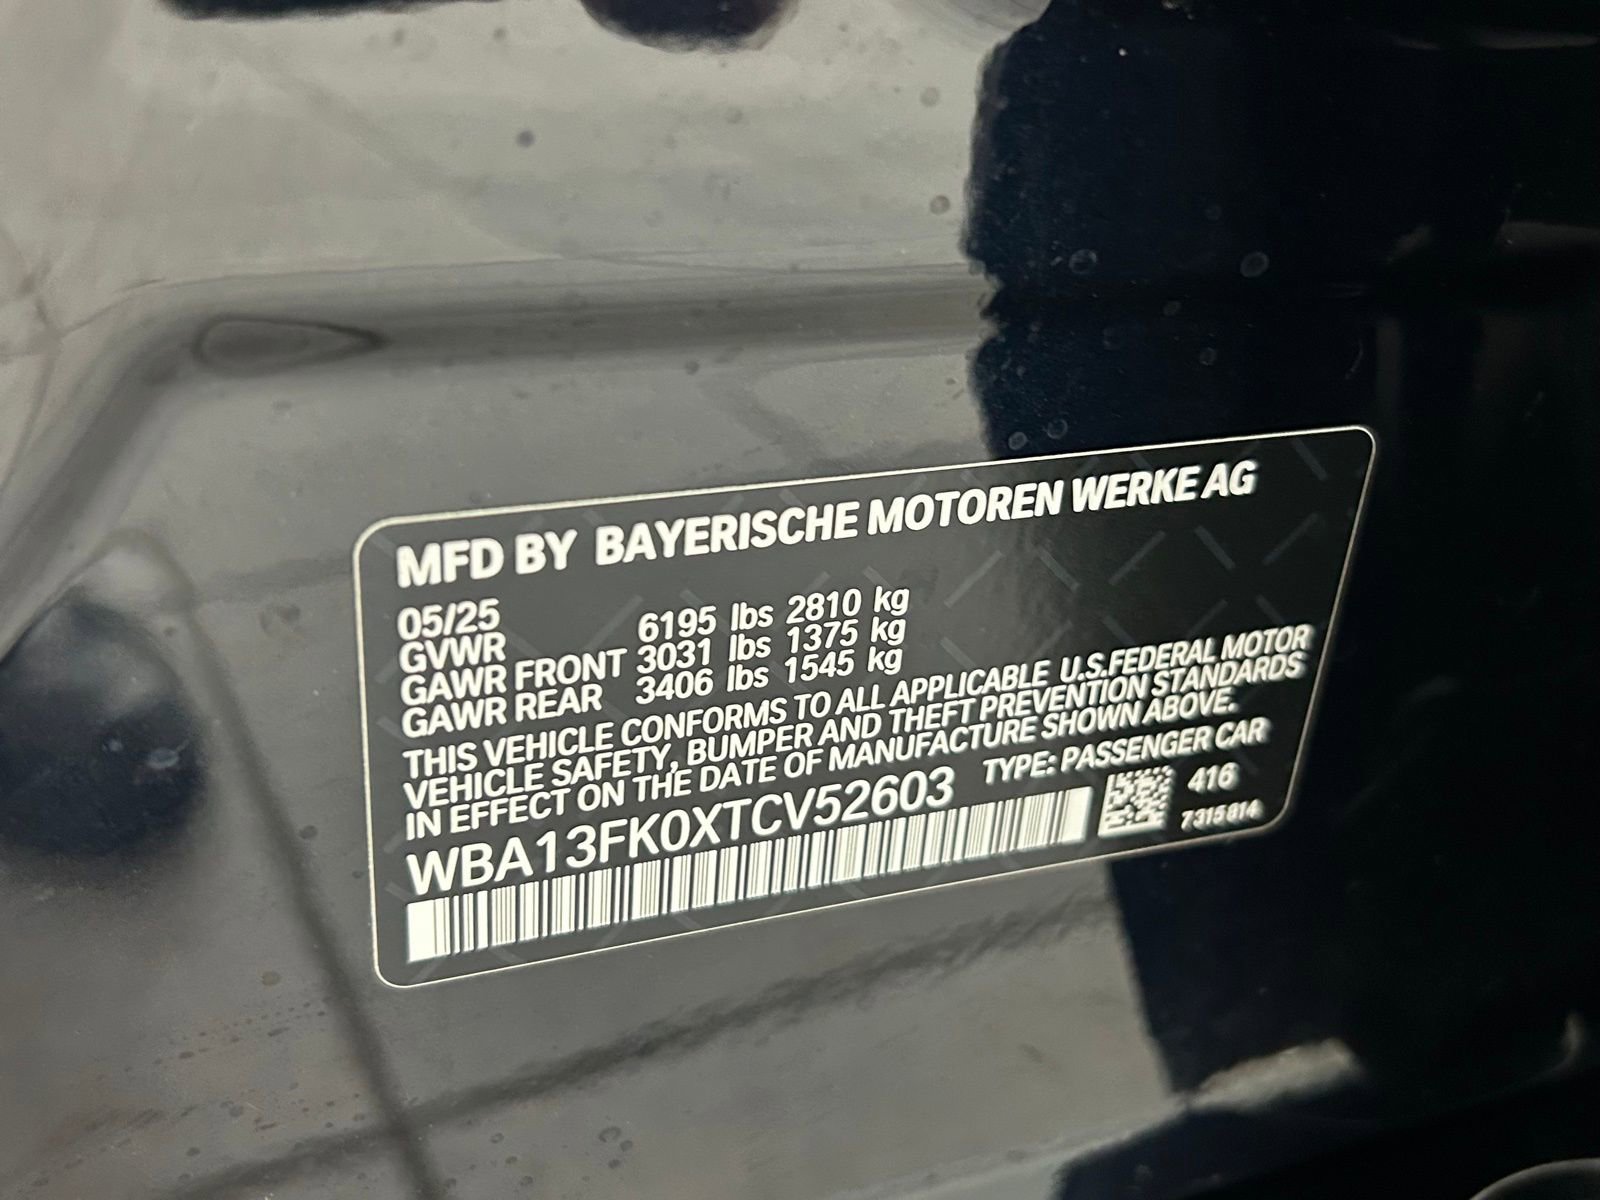 MFD BY BAYERISCHE MOTOREN WERKE AG
05/25
GVWR 6195 lbs 2810 kg
GAWR FRONT 3031 lbs 1375 kg
GAWR REAR 3406 lbs 1545 kg
THIS VEHICLE CONFORMS TO ALL APPLICABLE U.S.FEDERAL MOTOR
VEHICLE SAFETY, BUMPER AND THEFT PREVENTION STANDARDS
IN EFFECT ON THE DATE OF MANUFACTURE SHOWN ABOVE.
WBA13FK0XTCV52603 TYPE: PASSENGER CAR
416
7315814